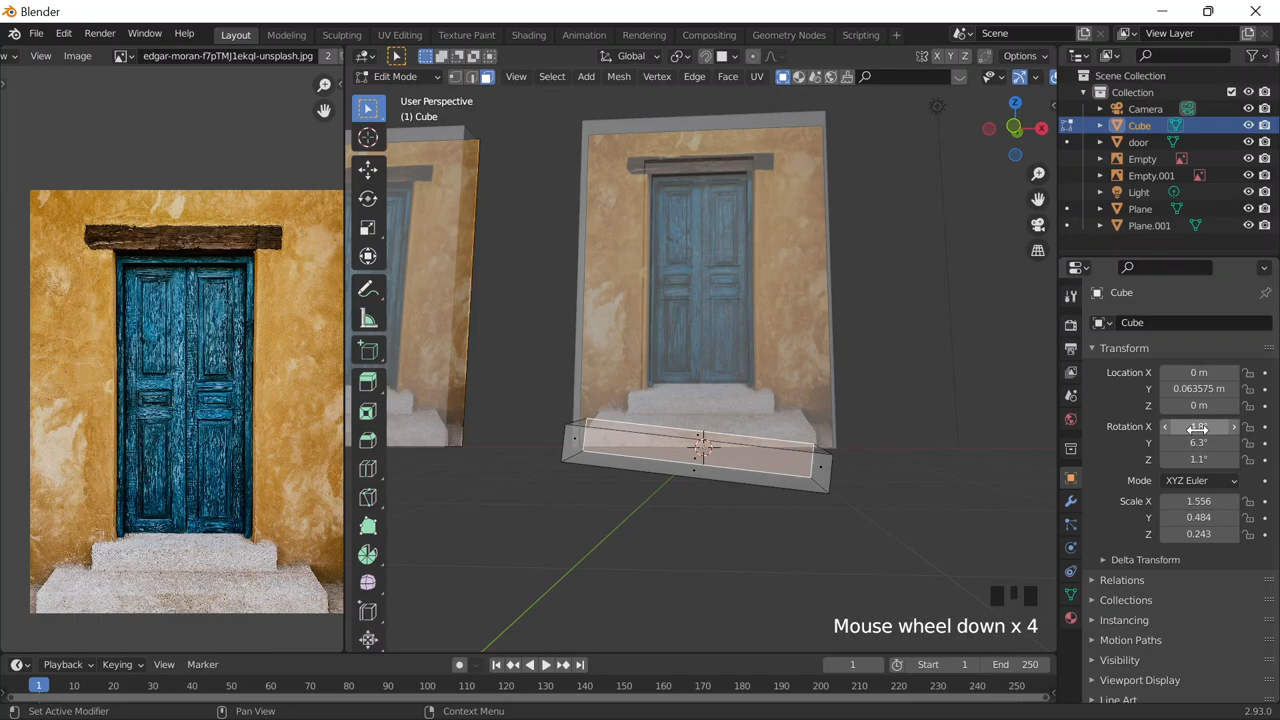 Blender
File Edit Render Window Help
Layout Modeling Sculpting UV Editing Texture Paint Shading Animation Rendering Compositing Geometry Nodes Scripting +
Scene View Layer
View Image edgar-moran-f7pTMJ1ekqI-unsplash.jpg 2
Global X Y Z Options
Edit Mode View Select Add Mesh Vertex Edge Face UV
User Perspective
(1) Cube
Z
X
Scene Collection
Collection
Camera
Cube
door
Empty
Empty.001
Light
Plane
Plane.001
Cube
Cube
Transform
Location X 0 m
Y 0.063575 m
Z 0 m
Rotation X
Y 6.3°
Z 1.1°
Mode XYZ Euler
Scale X 1.556
Y 0.484
Z 0.243
Delta Transform
Relations
Collections
Instancing
Motion Paths
Visibility
Viewport Display
Line Art
Mouse wheel down x 4
Playback Keying View Marker 1 Start 1 End 250
1 10 20 30 40 50 60 70 80 90 100 110 120 130 140 150 160 170 180 190 200 210 220 230 240 250
Set Active Modifier Pan View Context Menu 2.93.0